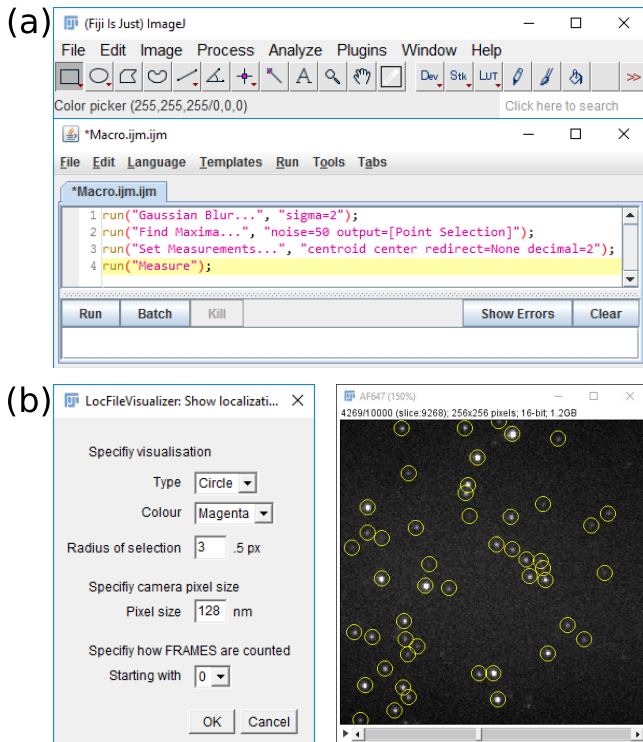 (a)
(Fiji Is Just) ImageJ
File Edit Image Process Analyze Plugins Window Help
A Dev Stk LUT >>
Color picker (255,255,255/0,0,0) Click here to search
*Macro.ijm.ijm
File Edit Language Templates Run Tools Tabs
*Macro.ijm.ijm
1 run("Gaussian Blur...", "sigma=2");
2 run("Find Maxima...", "noise=50 output=[Point Selection]");
3 run("Set Measurements...", "centroid center redirect=None decimal=2");
4 run("Measure");
Run Batch Kill Show Errors Clear
(b)
LocFileVisualizer: Show localizati...
Specifiy visualisation
Type Circle
Colour Magenta
Radius of selection 3 .5 px
Specifiy camera pixel size
Pixel size 128 nm
Specifiy how FRAMES are counted
Starting with 0
OK Cancel
AF647 (150%)
4269/10000 (slice:9268); 256x256 pixels; 16-bit; 1.2GB